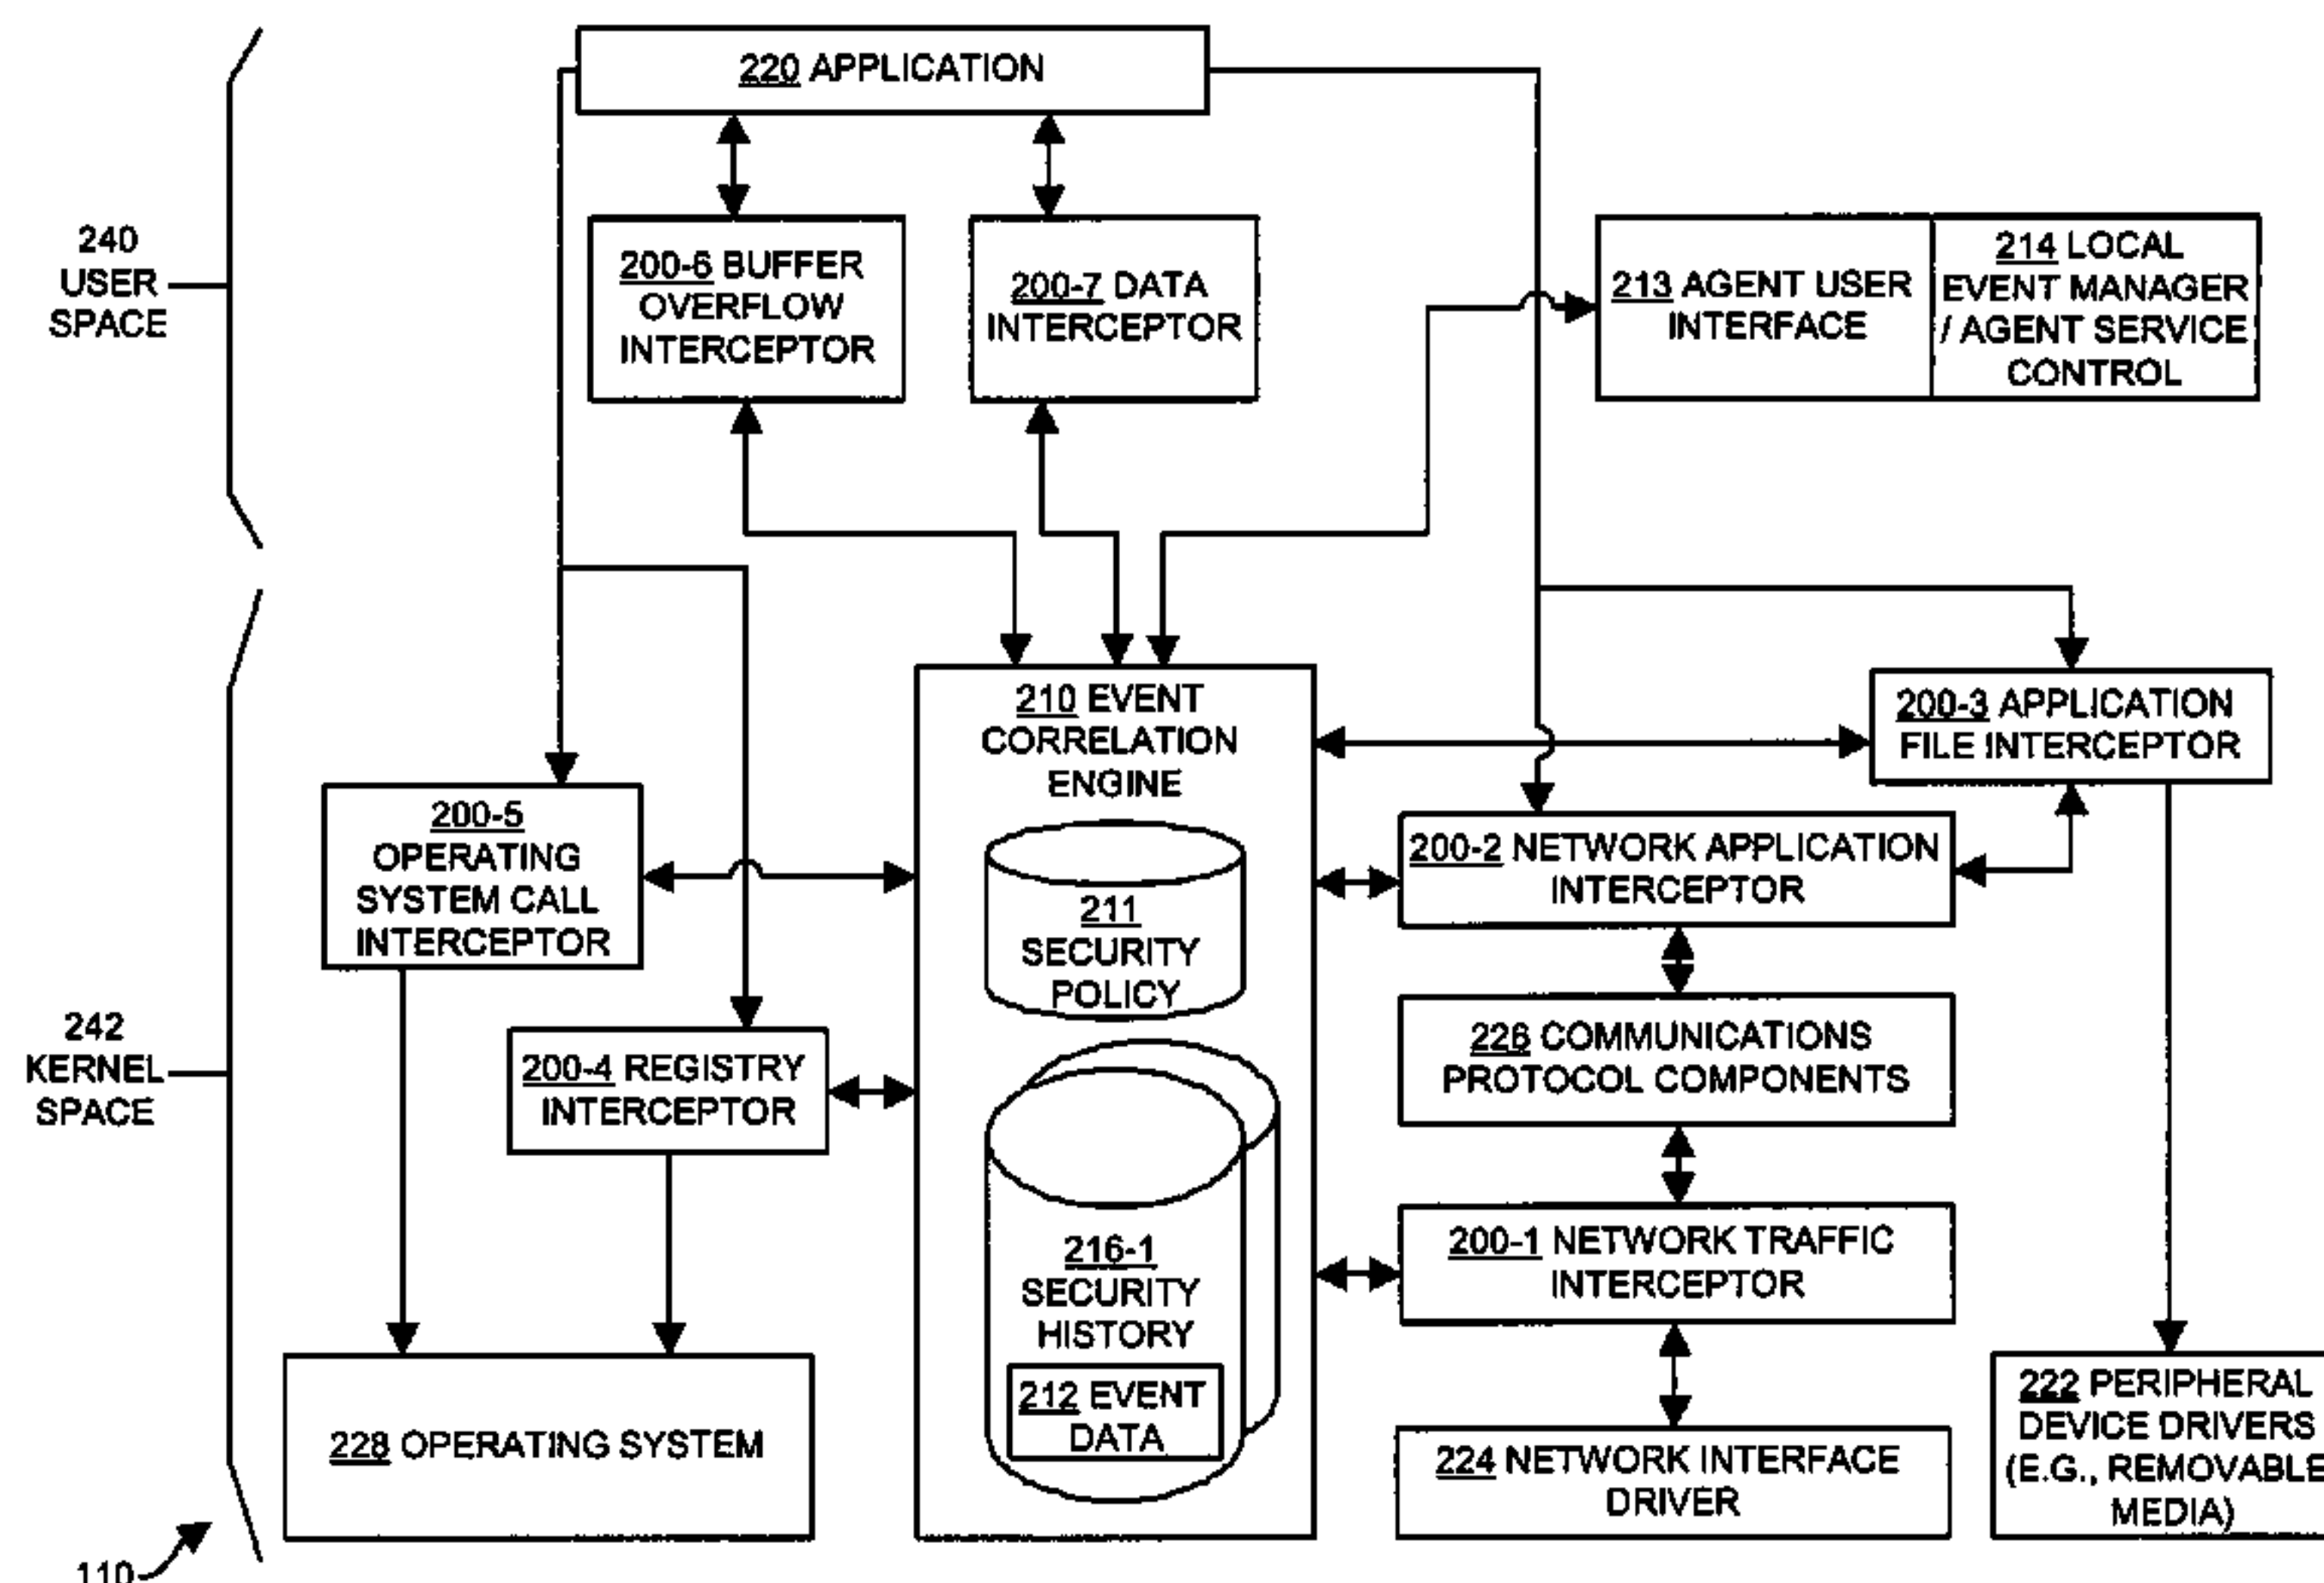 220 APPLICATION
240
USER
SPACE
200-6 BUFFER
OVERFLOW
INTERCEPTOR
200-7 DATA
INTERCEPTOR
213 AGENT USER
INTERFACE
214 LOCAL
EVENT MANAGER
/ AGENT SERVICE
CONTROL
210 EVENT
CORRELATION
ENGINE
200-3 APPLICATION
FILE INTERCEPTOR
200-5
OPERATING
SYSTEM CALL
INTERCEPTOR
200-2 NETWORK APPLICATION
INTERCEPTOR
211
SECURITY
POLICY
242
KERNEL
SPACE
200-4 REGISTRY
INTERCEPTOR
226 COMMUNICATIONS
PROTOCOL COMPONENTS
216-1
SECURITY
HISTORY
200-1 NETWORK TRAFFIC
INTERCEPTOR
212 EVENT
DATA
228 OPERATING SYSTEM
224 NETWORK INTERFACE
DRIVER
222 PERIPHERAL
DEVICE DRIVERS
(E.G., REMOVABLE
MEDIA)
110